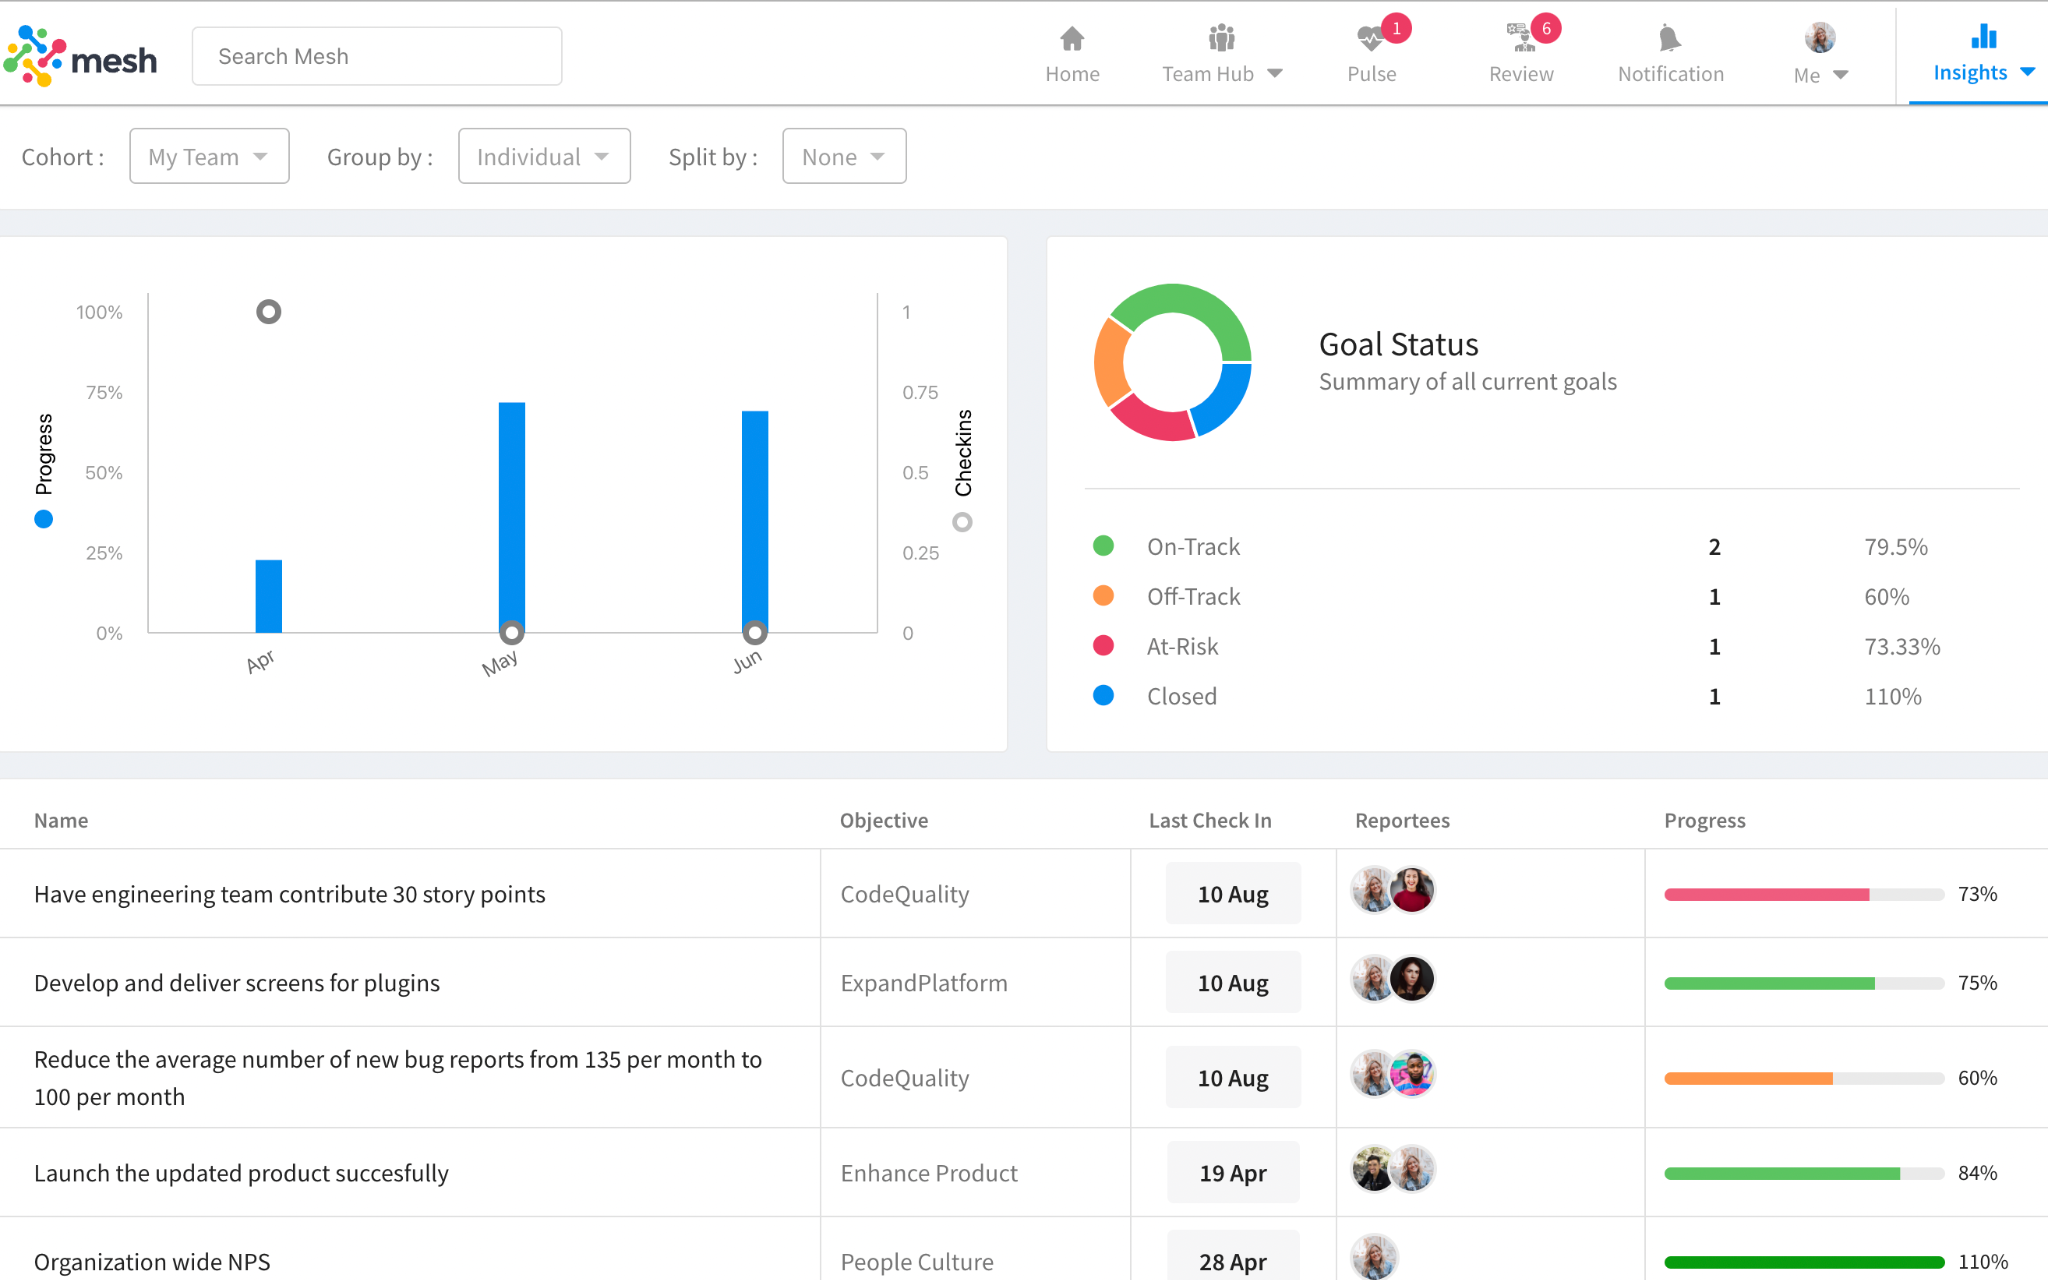 mesh
Search Mesh
Home
Team Hub
1
Pulse
6
Review
Notification
Me
Insights
Cohort :
My Team
Group by :
Individual
Split by :
None
100%
75%
50%
25%
0%
Progress
1
0.75
0.5
0.25
0
Checkins
Apr
May
Jun
Goal Status
Summary of all current goals
On-Track 2 79.5%
Off-Track 1 60%
At-Risk 1 73.33%
Closed 1 110%
Name Objective Last Check In Reportees Progress
Have engineering team contribute 30 story points CodeQuality 10 Aug 73%
Develop and deliver screens for plugins ExpandPlatform 10 Aug 75%
Reduce the average number of new bug reports from 135 per month to
100 per month
CodeQuality 10 Aug 60%
Launch the updated product succesfully Enhance Product 19 Apr 84%
Organization wide NPS People Culture 28 Apr 110%